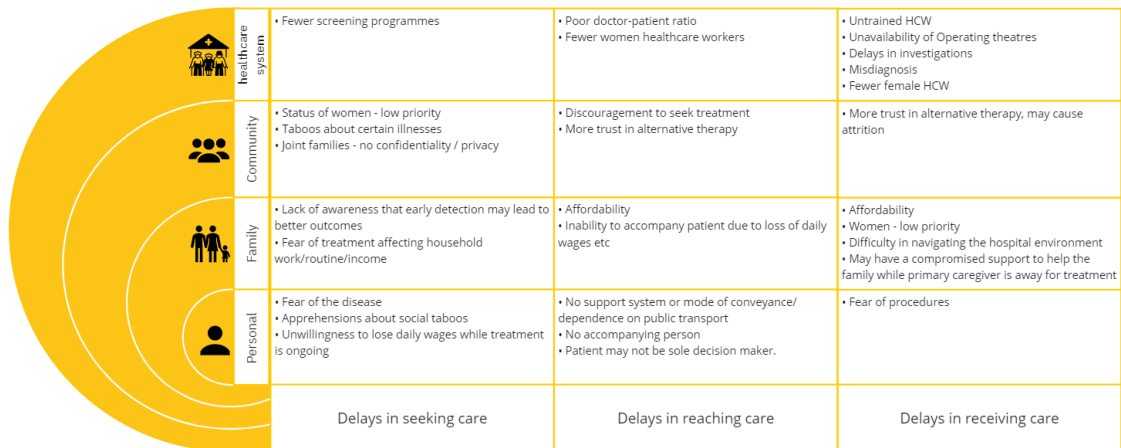 healthcare
system
• Fewer screening programmes
• Poor doctor-patient ratio
• Fewer women healthcare workers
• Untrained HCW
• Unavailability of Operating theatres
• Delays in investigations
• Misdiagnosis
• Fewer female HCW
Community
• Status of women - low priority
• Taboos about certain illnesses
• Joint families - no confidentiality / privacy
• Discouragement to seek treatment
• More trust in alternative therapy
• More trust in alternative therapy, may cause
attrition
Family
• Lack of awareness that early detection may lead to
better outcomes
• Fear of treatment affecting household
work/routine/income
• Affordability
• Inability to accompany patient due to loss of daily
wages etc
• Affordability
• Women - low priority
• Difficulty in navigating the hospital environment
• May have a compromised support to help the
family while primary caregiver is away for treatment
Personal
• Fear of the disease
• Apprehensions about social taboos
• Unwillingness to lose daily wages while treatment
is ongoing
• No support system or mode of conveyance/
dependence on public transport
• No accompanying person
• Patient may not be sole decision maker.
• Fear of procedures
Delays in seeking care
Delays in reaching care
Delays in receiving care